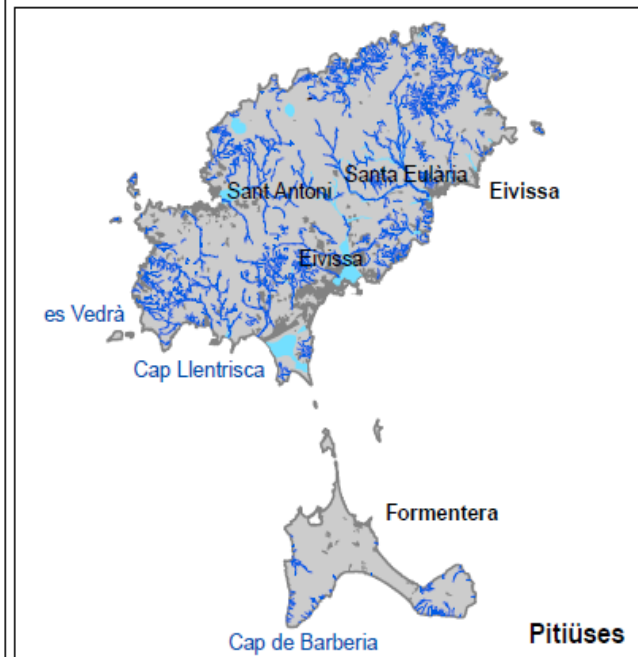 Santa Eulària
Sant Antoni
Eivissa
Eivissa
es Vedrà
Cap Llentrisca
Formentera
Cap de Barberia
Pitiüses